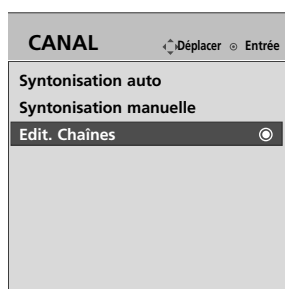 CANAL Déplacer Entrée
Syntonisation auto
Syntonisation manuelle
Edit. Chaînes